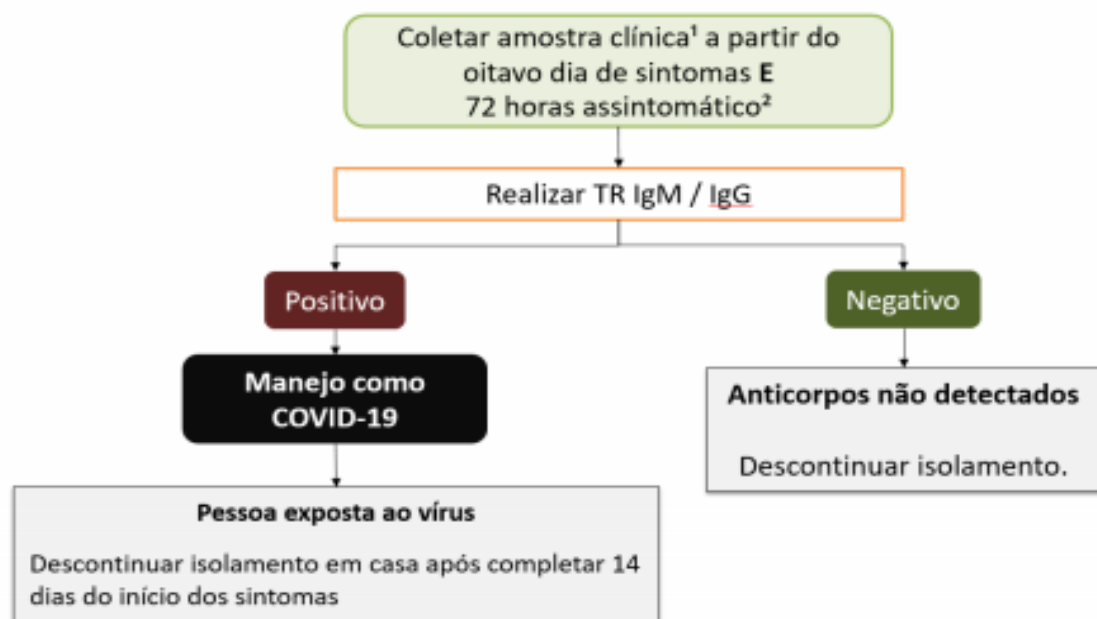 Coletar amostra clínica¹ a partir do
oitavo dia de sintomas E
72 horas assintomático²
Realizar TR IgM / IgG
Positivo
Negativo
Manejo como
COVID-19
Anticorpos não detectados
Descontinuar isolamento.
Pessoa exposta ao vírus
Descontinuar isolamento em casa após completar 14
dias do início dos sintomas